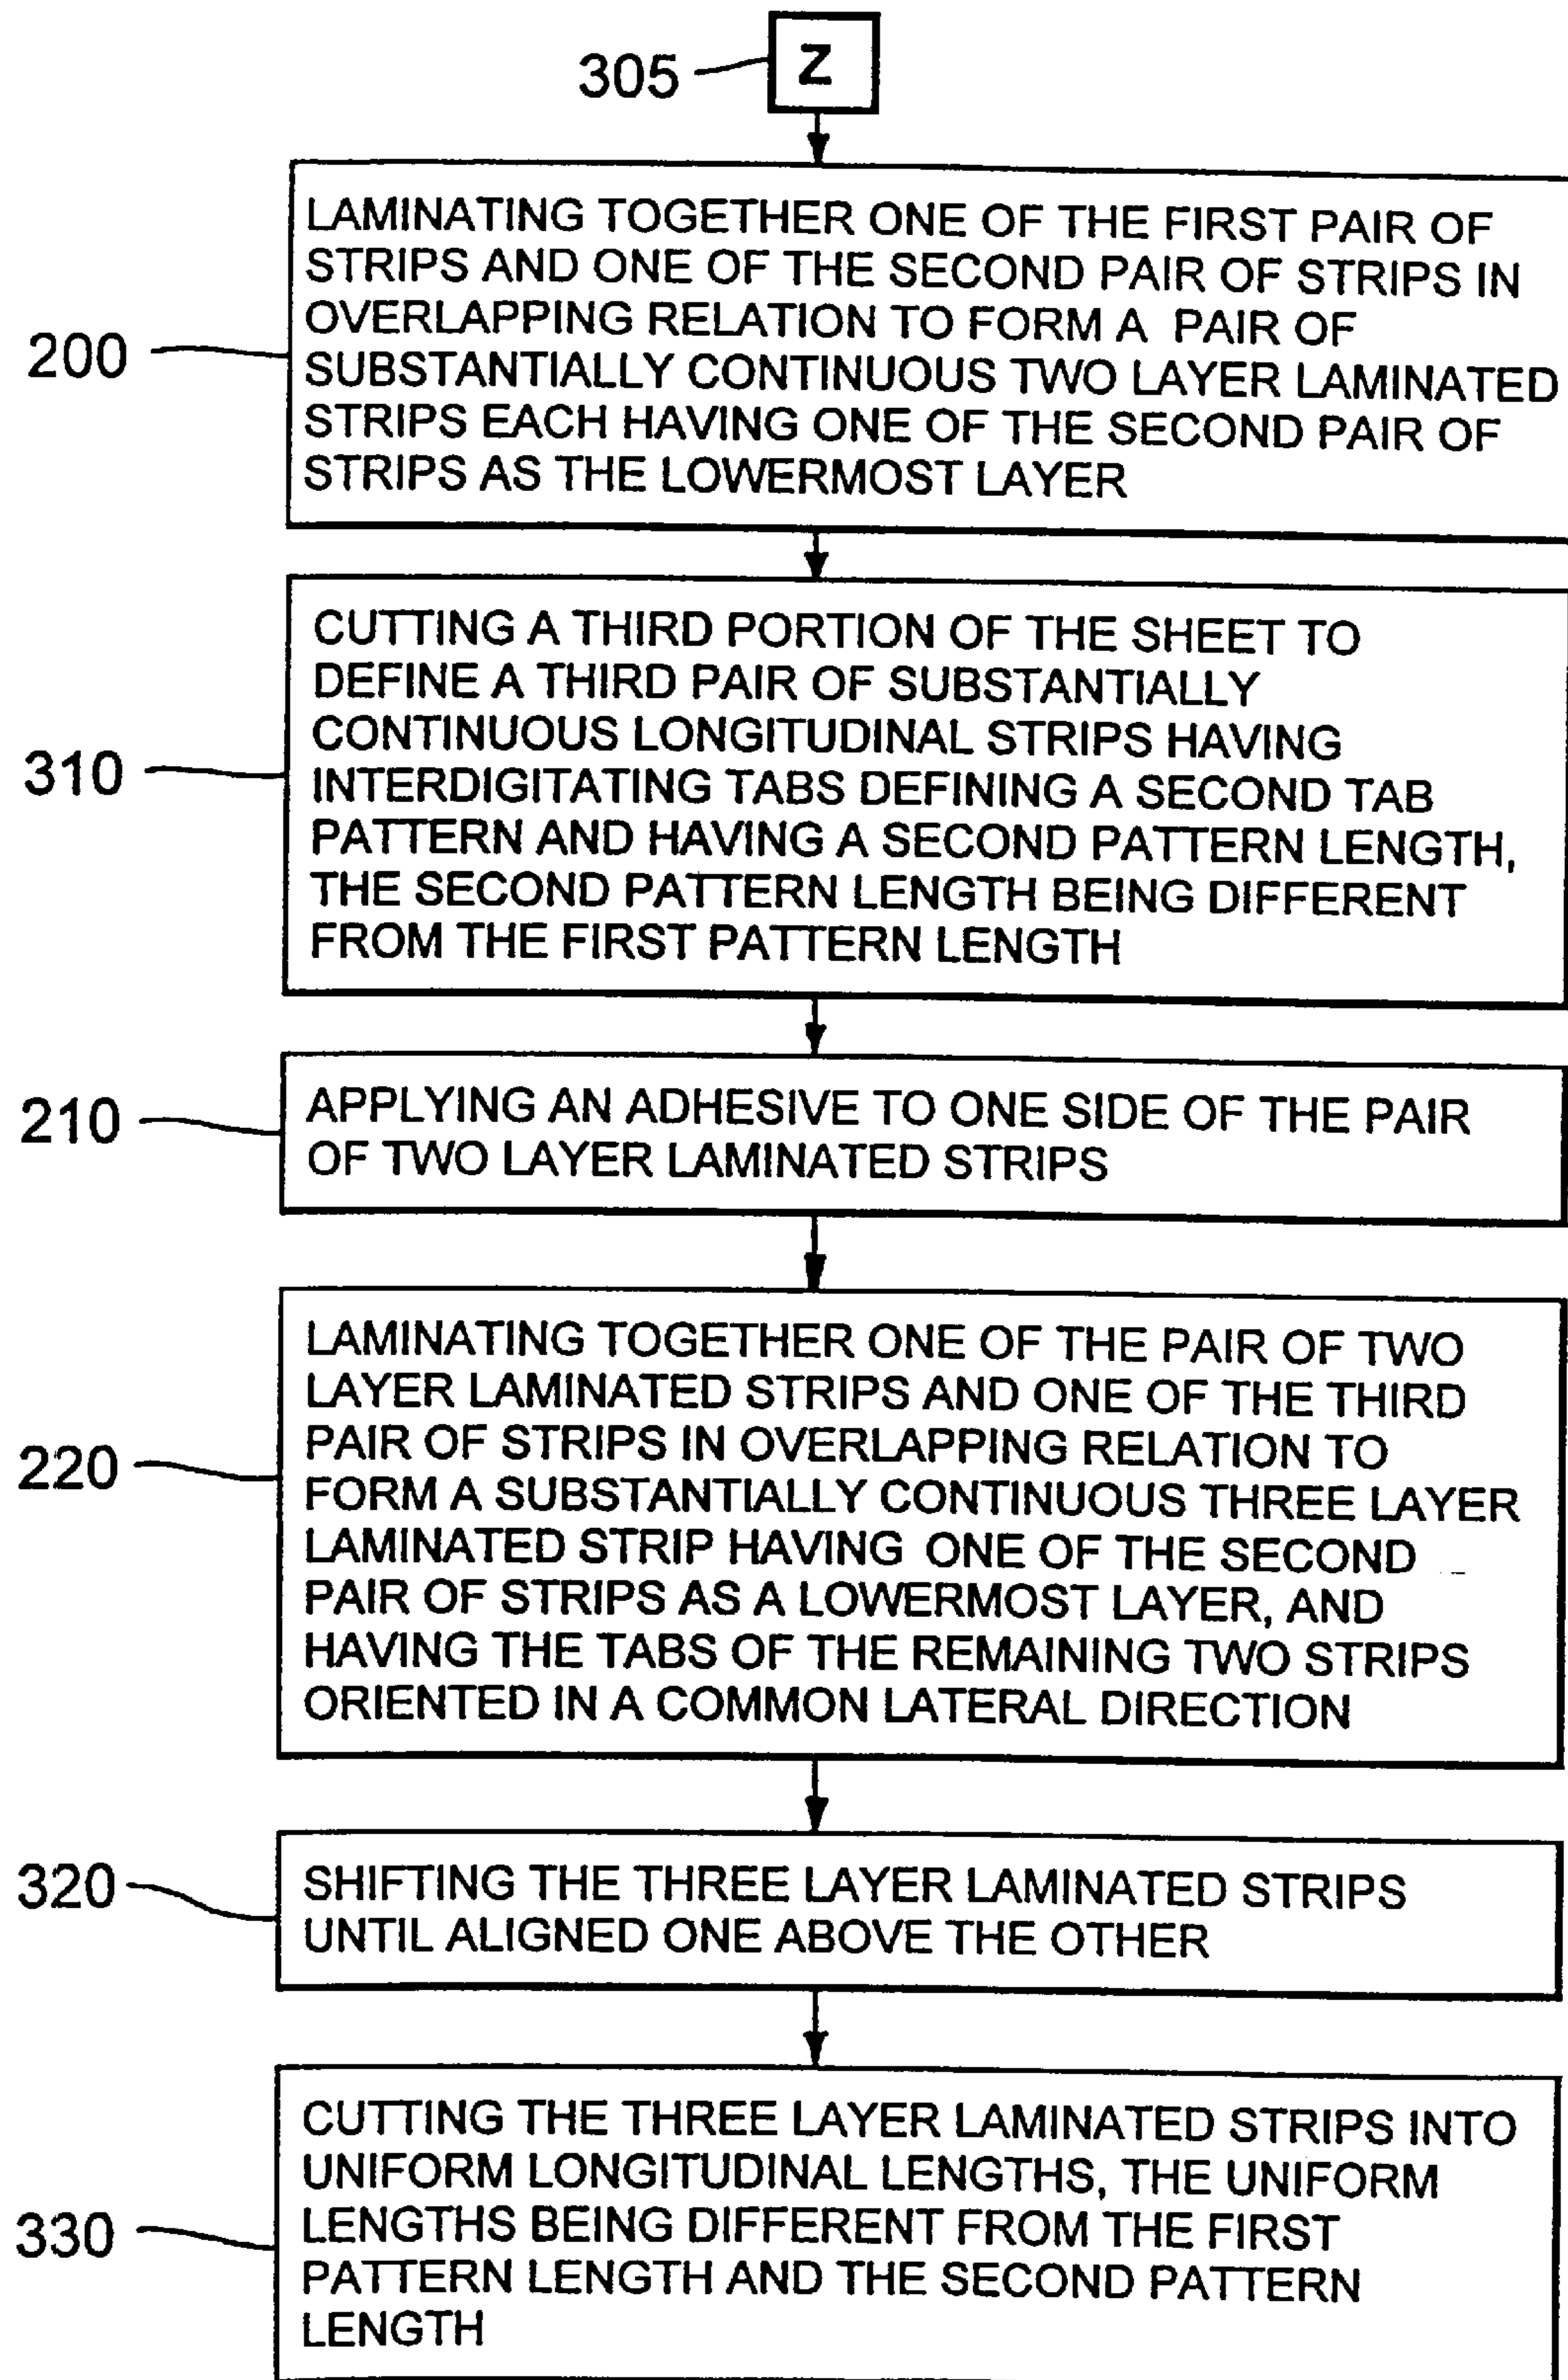 305
Z
200
LAMINATING TOGETHER ONE OF THE FIRST PAIR OF
STRIPS AND ONE OF THE SECOND PAIR OF STRIPS IN
OVERLAPPING RELATION TO FORM A PAIR OF
SUBSTANTIALLY CONTINUOUS TWO LAYER LAMINATED
STRIPS EACH HAVING ONE OF THE SECOND PAIR OF
STRIPS AS THE LOWERMOST LAYER
310
CUTTING A THIRD PORTION OF THE SHEET TO
DEFINE A THIRD PAIR OF SUBSTANTIALLY
CONTINUOUS LONGITUDINAL STRIPS HAVING
INTERDIGITATING TABS DEFINING A SECOND TAB
PATTERN AND HAVING A SECOND PATTERN LENGTH,
THE SECOND PATTERN LENGTH BEING DIFFERENT
FROM THE FIRST PATTERN LENGTH
210
APPLYING AN ADHESIVE TO ONE SIDE OF THE PAIR
OF TWO LAYER LAMINATED STRIPS
220
LAMINATING TOGETHER ONE OF THE PAIR OF TWO
LAYER LAMINATED STRIPS AND ONE OF THE THIRD
PAIR OF STRIPS IN OVERLAPPING RELATION TO
FORM A SUBSTANTIALLY CONTINUOUS THREE LAYER
LAMINATED STRIP HAVING ONE OF THE SECOND
PAIR OF STRIPS AS A LOWERMOST LAYER, AND
HAVING THE TABS OF THE REMAINING TWO STRIPS
ORIENTED IN A COMMON LATERAL DIRECTION
320
SHIFTING THE THREE LAYER LAMINATED STRIPS
UNTIL ALIGNED ONE ABOVE THE OTHER
330
CUTTING THE THREE LAYER LAMINATED STRIPS INTO
UNIFORM LONGITUDINAL LENGTHS, THE UNIFORM
LENGTHS BEING DIFFERENT FROM THE FIRST
PATTERN LENGTH AND THE SECOND PATTERN
LENGTH